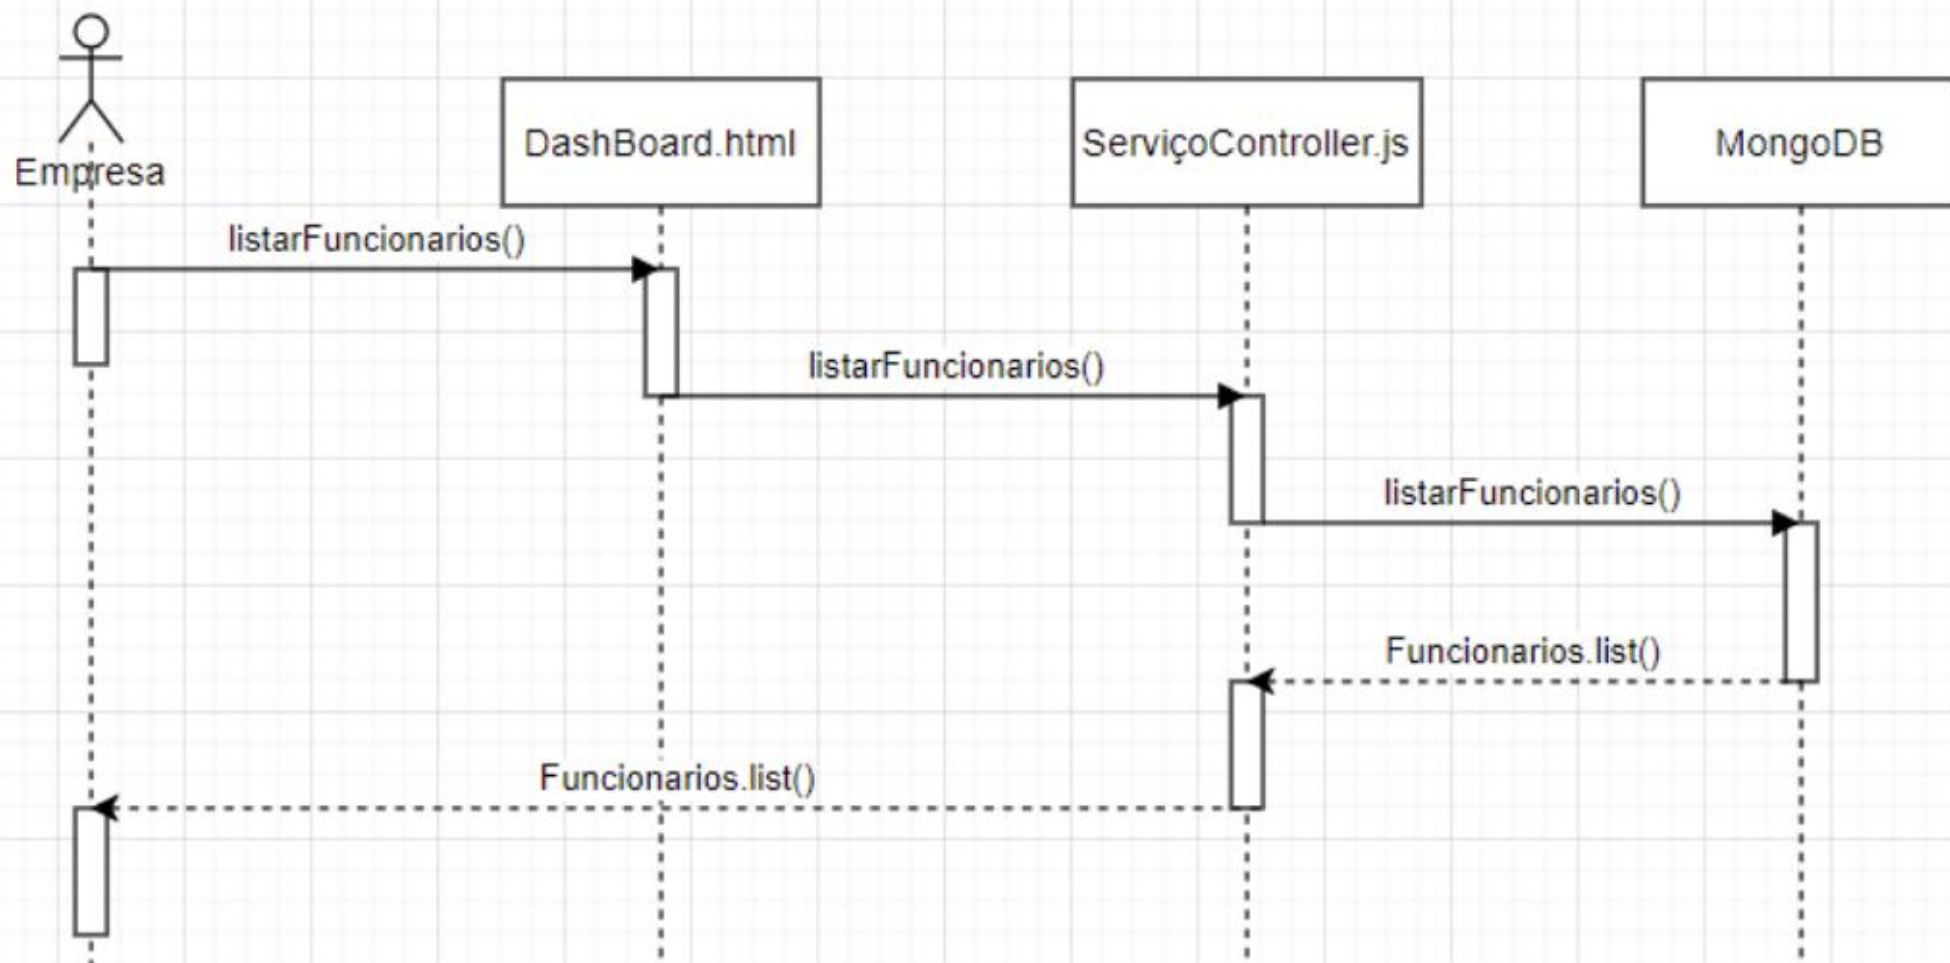 DashBoard.html
ServiçoController.js
MongoDB
Empresa
listarFuncionarios()
listarFuncionarios()
listarFuncionarios()
Funcionarios.list()
Funcionarios.list()